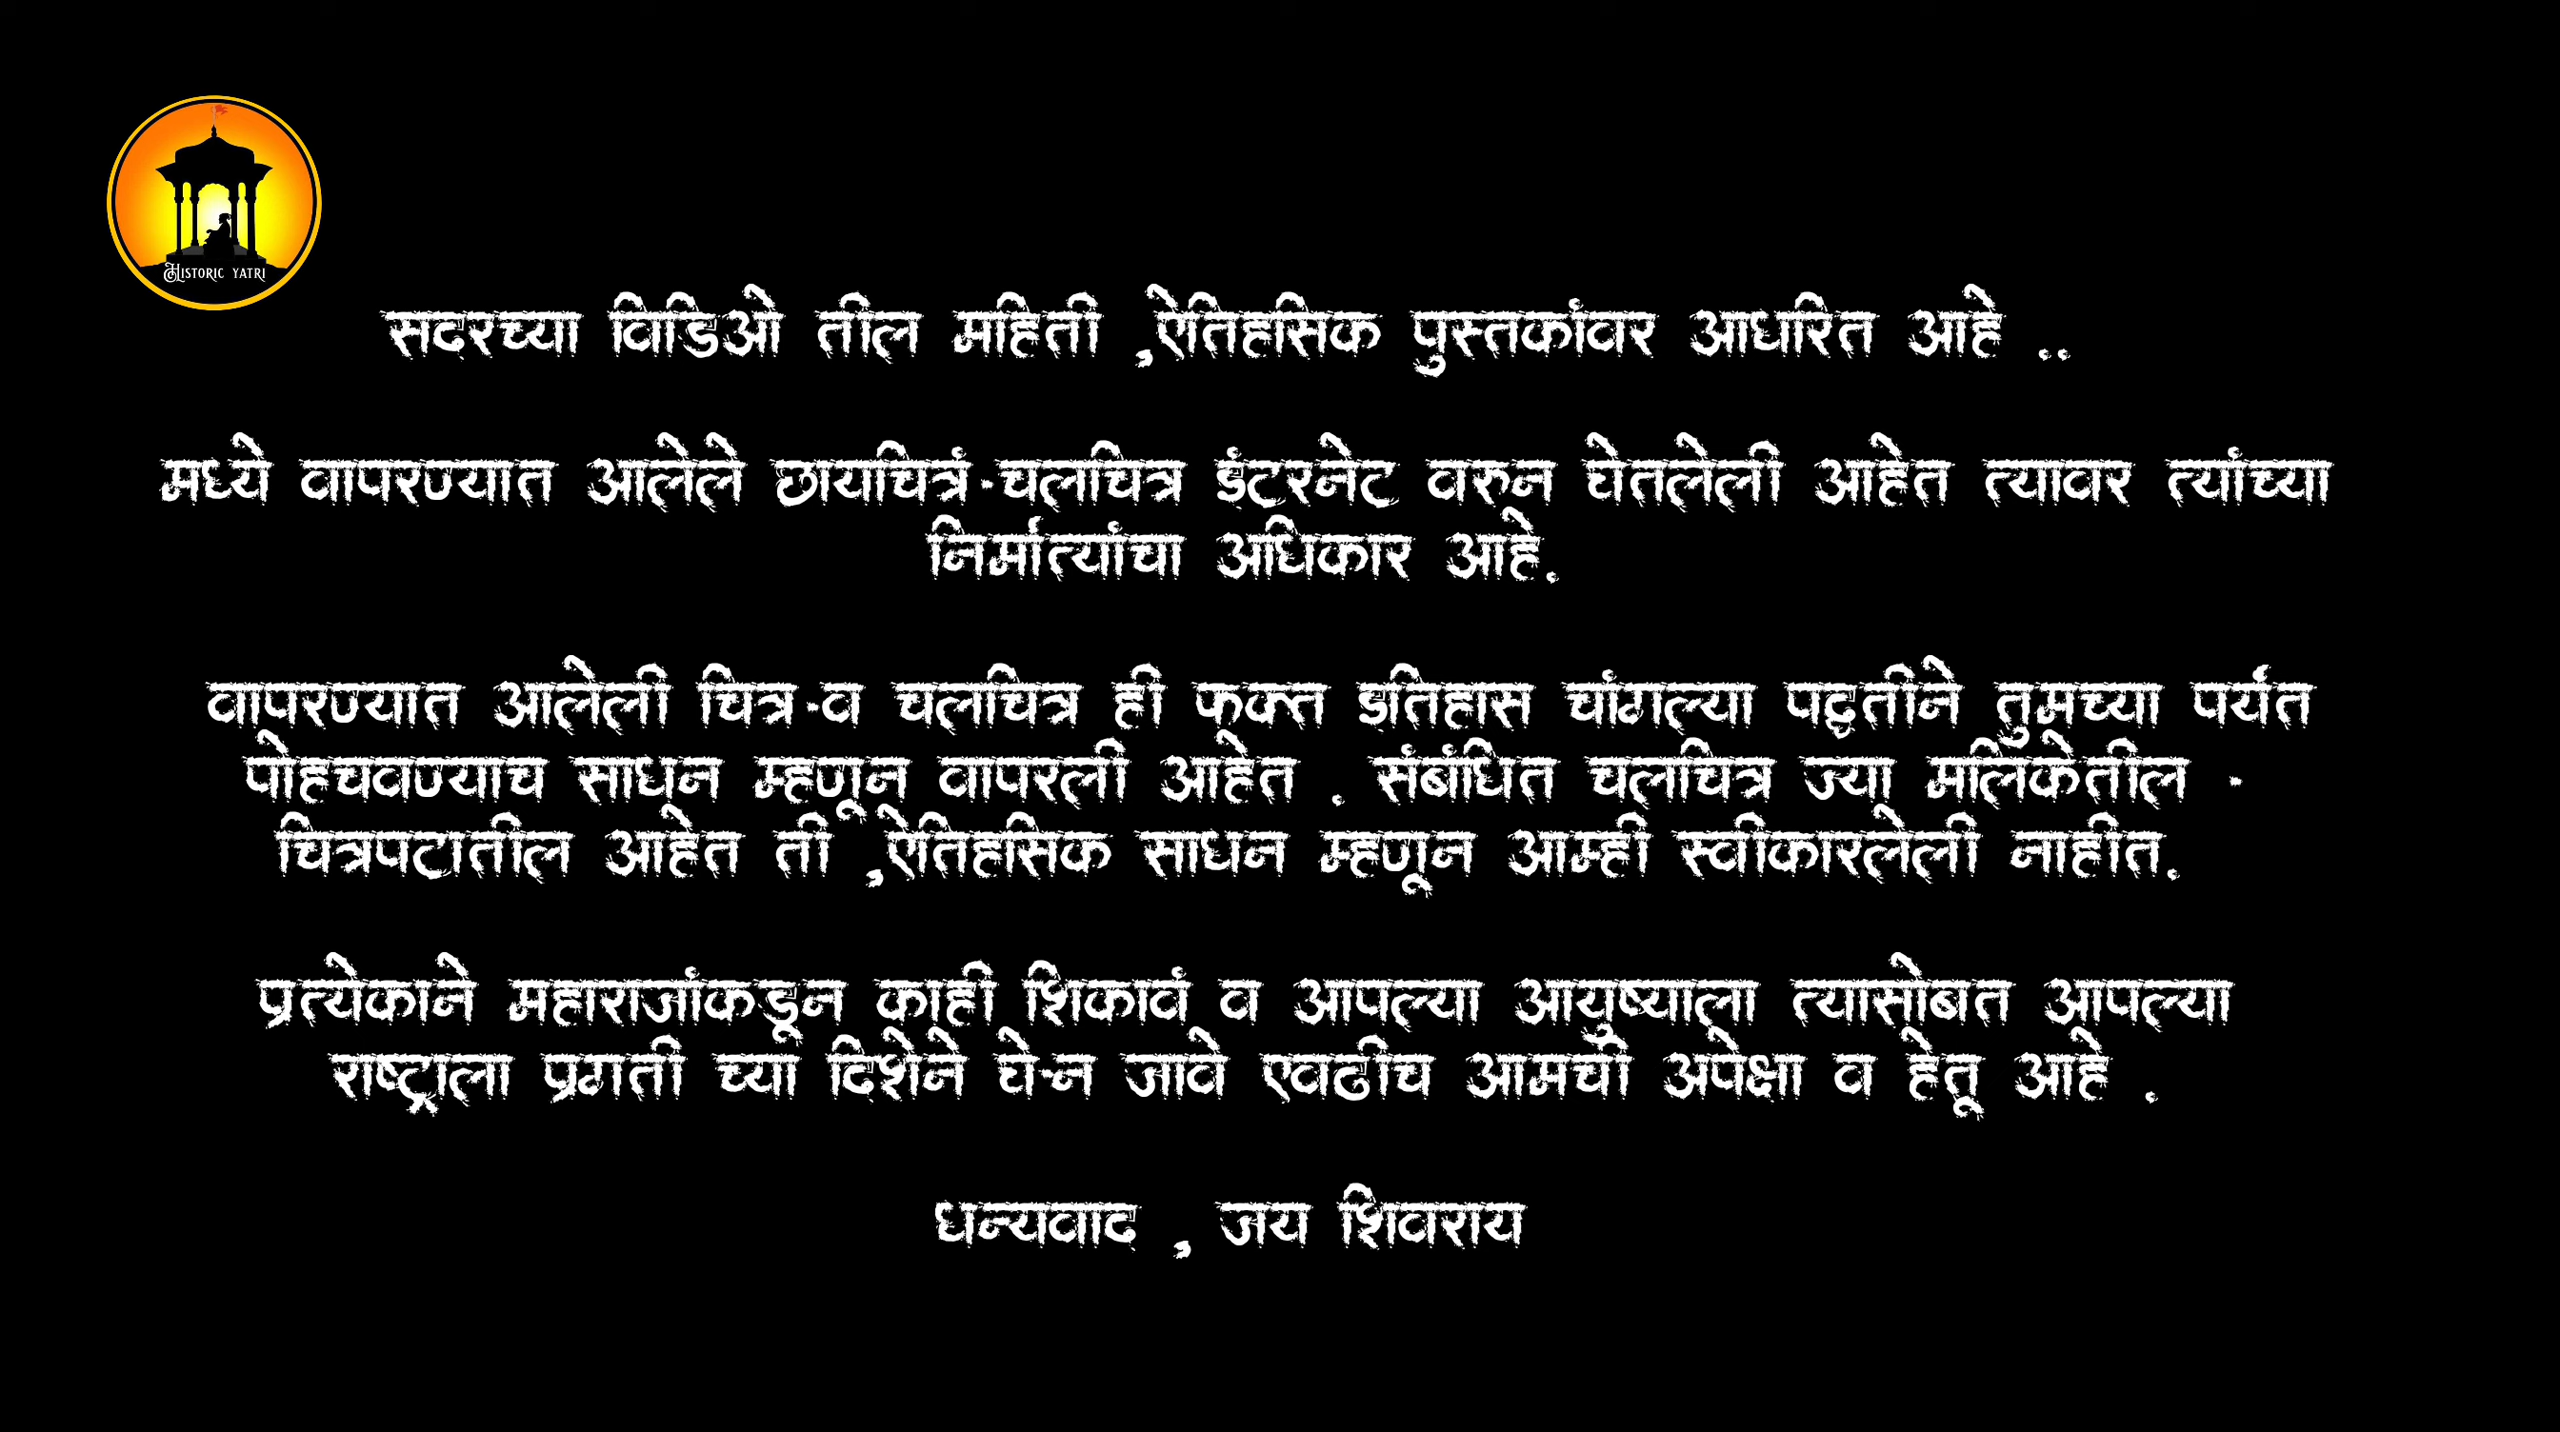 HISTORIC YATRI
सदरच्या विडिओ तील महिती ,ऐतिहसिक पुस्तकांवर आधारित आहे ..
मध्ये वापरण्यात आलेले छायचित्रं-चलचित्र इंटरनेट वरुन घेतलेली आहेत त्यावर त्यांच्या
निर्मात्यांचा अधिकार आहे.
वापरण्यात आलेली चित्र-व चलचित्र ही फक्त इतिहास चांगल्या पद्धतीने तुमच्या पर्यंत
पोहचवण्याच साधन म्हणून वापरली आहेत . संबंधित चलचित्र ज्या मलिकेतील -
चित्रपटातील आहेत ती ,ऐतिहसिक साधन म्हणून आम्ही स्वीकारलेली नाहीत.
प्रत्येकाने महाराजांकडून काही शिकावं व आपल्या आयुष्याला त्यासोबत आपल्या
राष्ट्राला प्रगती च्या दिशेने घे-न जावे एवढीच आमची अपेक्षा व हेतू आहे .
धन्यवाद , जय शिवराय